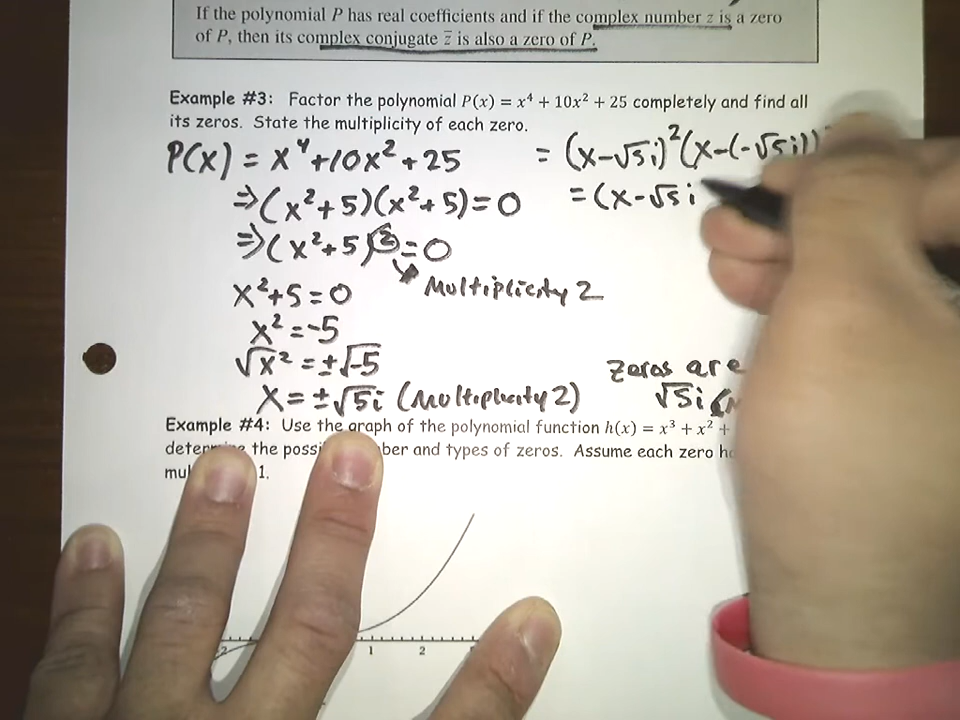 If the polynomial P has real coefficients and if the complex number z is a zero
of P, then its complex conjugate z̄ is also a zero of P.
Example #3: Factor the polynomial P(x) = x⁴ + 10x² + 25 completely and find all
its zeros. State the multiplicity of each zero.
P(x) = x⁴+10x²+25
= (x-√5i)²(x-(-√5i))
⇒(x²+5)(x²+5)=0
= (x-√5i
⇒(x²+5)²=0
Multiplicity 2
x²+5=0
x²=-5
√x² = ±√-5
zeros are
x=±√5i (Multiplicity 2)
√5i (
Example #4: Use the graph of the polynomial function h(x) = x³ + x² +
the possi ber and types of zeros. Assume each zero
1.
1 2